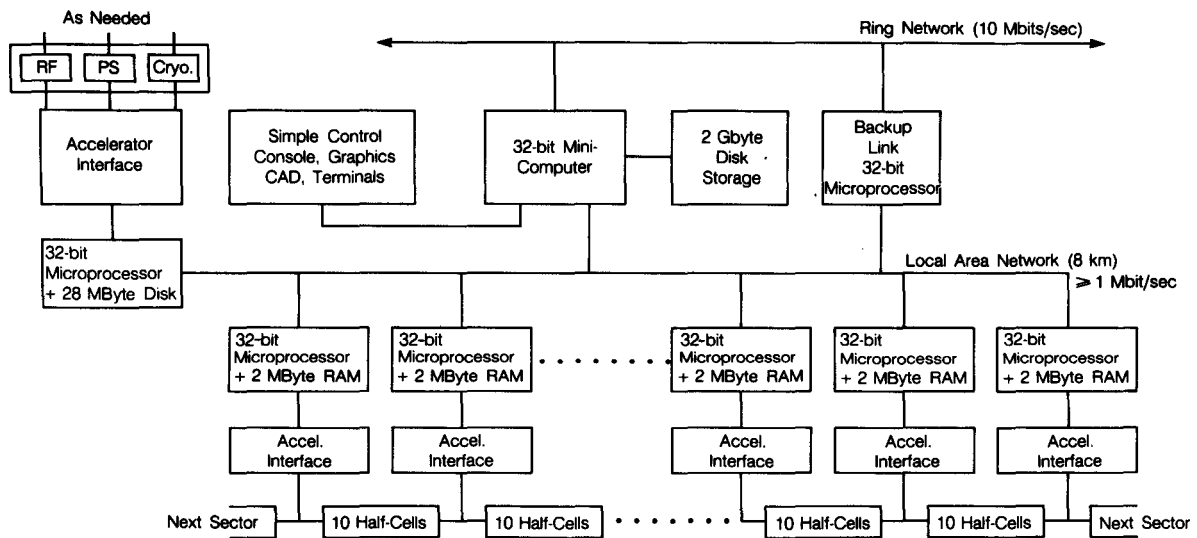 As Needed
RF PS Cryo.
Accelerator
Interface
32-bit
Microprocessor
+ 28 MByte Disk
Ring Network (10 Mbits/sec)
Simple Control
Console, Graphics
CAD, Terminals
32-bit Mini-
Computer
2 Gbyte
Disk
Storage
Backup
Link
32-bit
Microprocessor
Local Area Network (8 km)
⩾ 1 Mbit/sec
32-bit
Microprocessor
+ 2 MByte RAM
32-bit
Microprocessor
+ 2 MByte RAM
32-bit
Microprocessor
+ 2 MByte RAM
32-bit
Microprocessor
+ 2 MByte RAM
32-bit
Microprocessor
+ 2 MByte RAM
Accel.
Interface
Accel.
Interface
Accel.
Interface
Accel.
Interface
Accel.
Interface
Next Sector
10 Half-Cells
10 Half-Cells
10 Half-Cells
10 Half-Cells
Next Sector